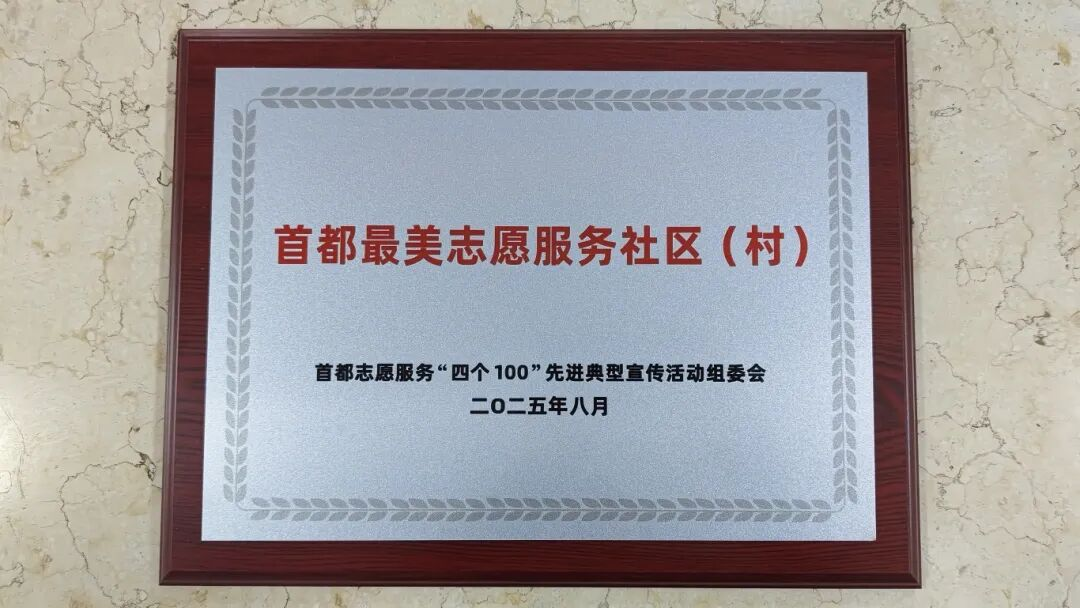 首都最美志愿服务社区（村）
首都志愿服务“四个100”先进典型宣传活动组委会
二O二五年八月